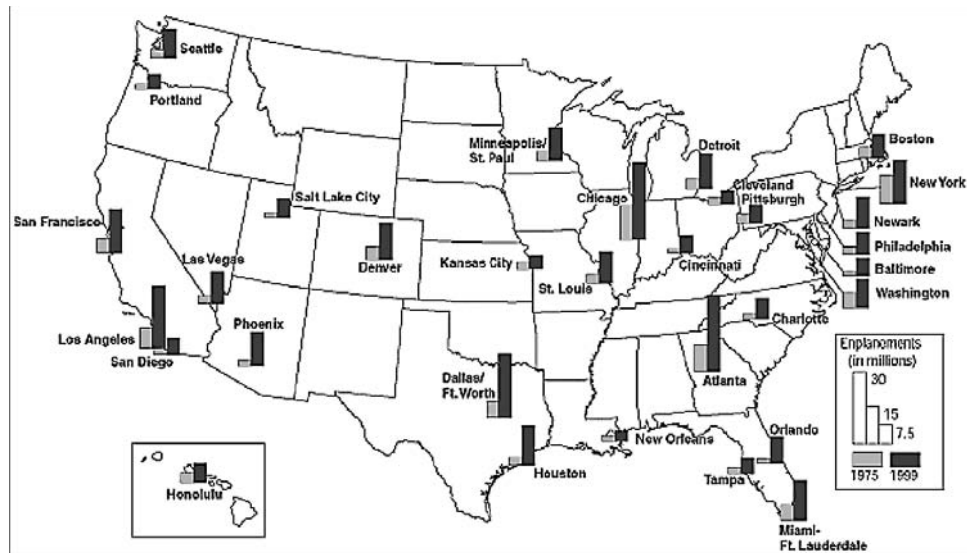 Seattle
Portland
Minneapolis/
St. Paul
Detroit
Boston
New York
Cleveland
Pittsburgh
Chicago
Salt Lake City
San Francisco
Newark
Philadelphia
Baltimore
Washington
Las Vegas
Denver
Kansas City
Cincinnati
St. Louis
Charlotte
Los Angeles
San Diego
Phoenix
Dallas/
Ft. Worth
Atlanta
Enplanements
(in millions)
30
15
7.5
1975
1999
New Orleans
Orlando
Houston
Tampa
Honolulu
Miami-
Ft. Lauderdale